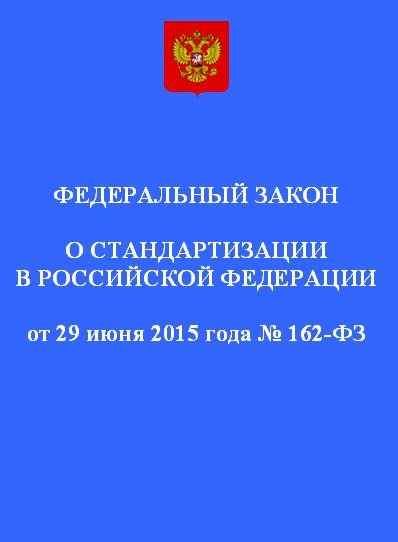 ФЕДЕРАЛЬНЫЙ ЗАКОН
О СТАНДАРТИЗАЦИИ
В РОССИЙСКОЙ ФЕДЕРАЦИИ
от 29 июня 2015 года № 162-ФЗ